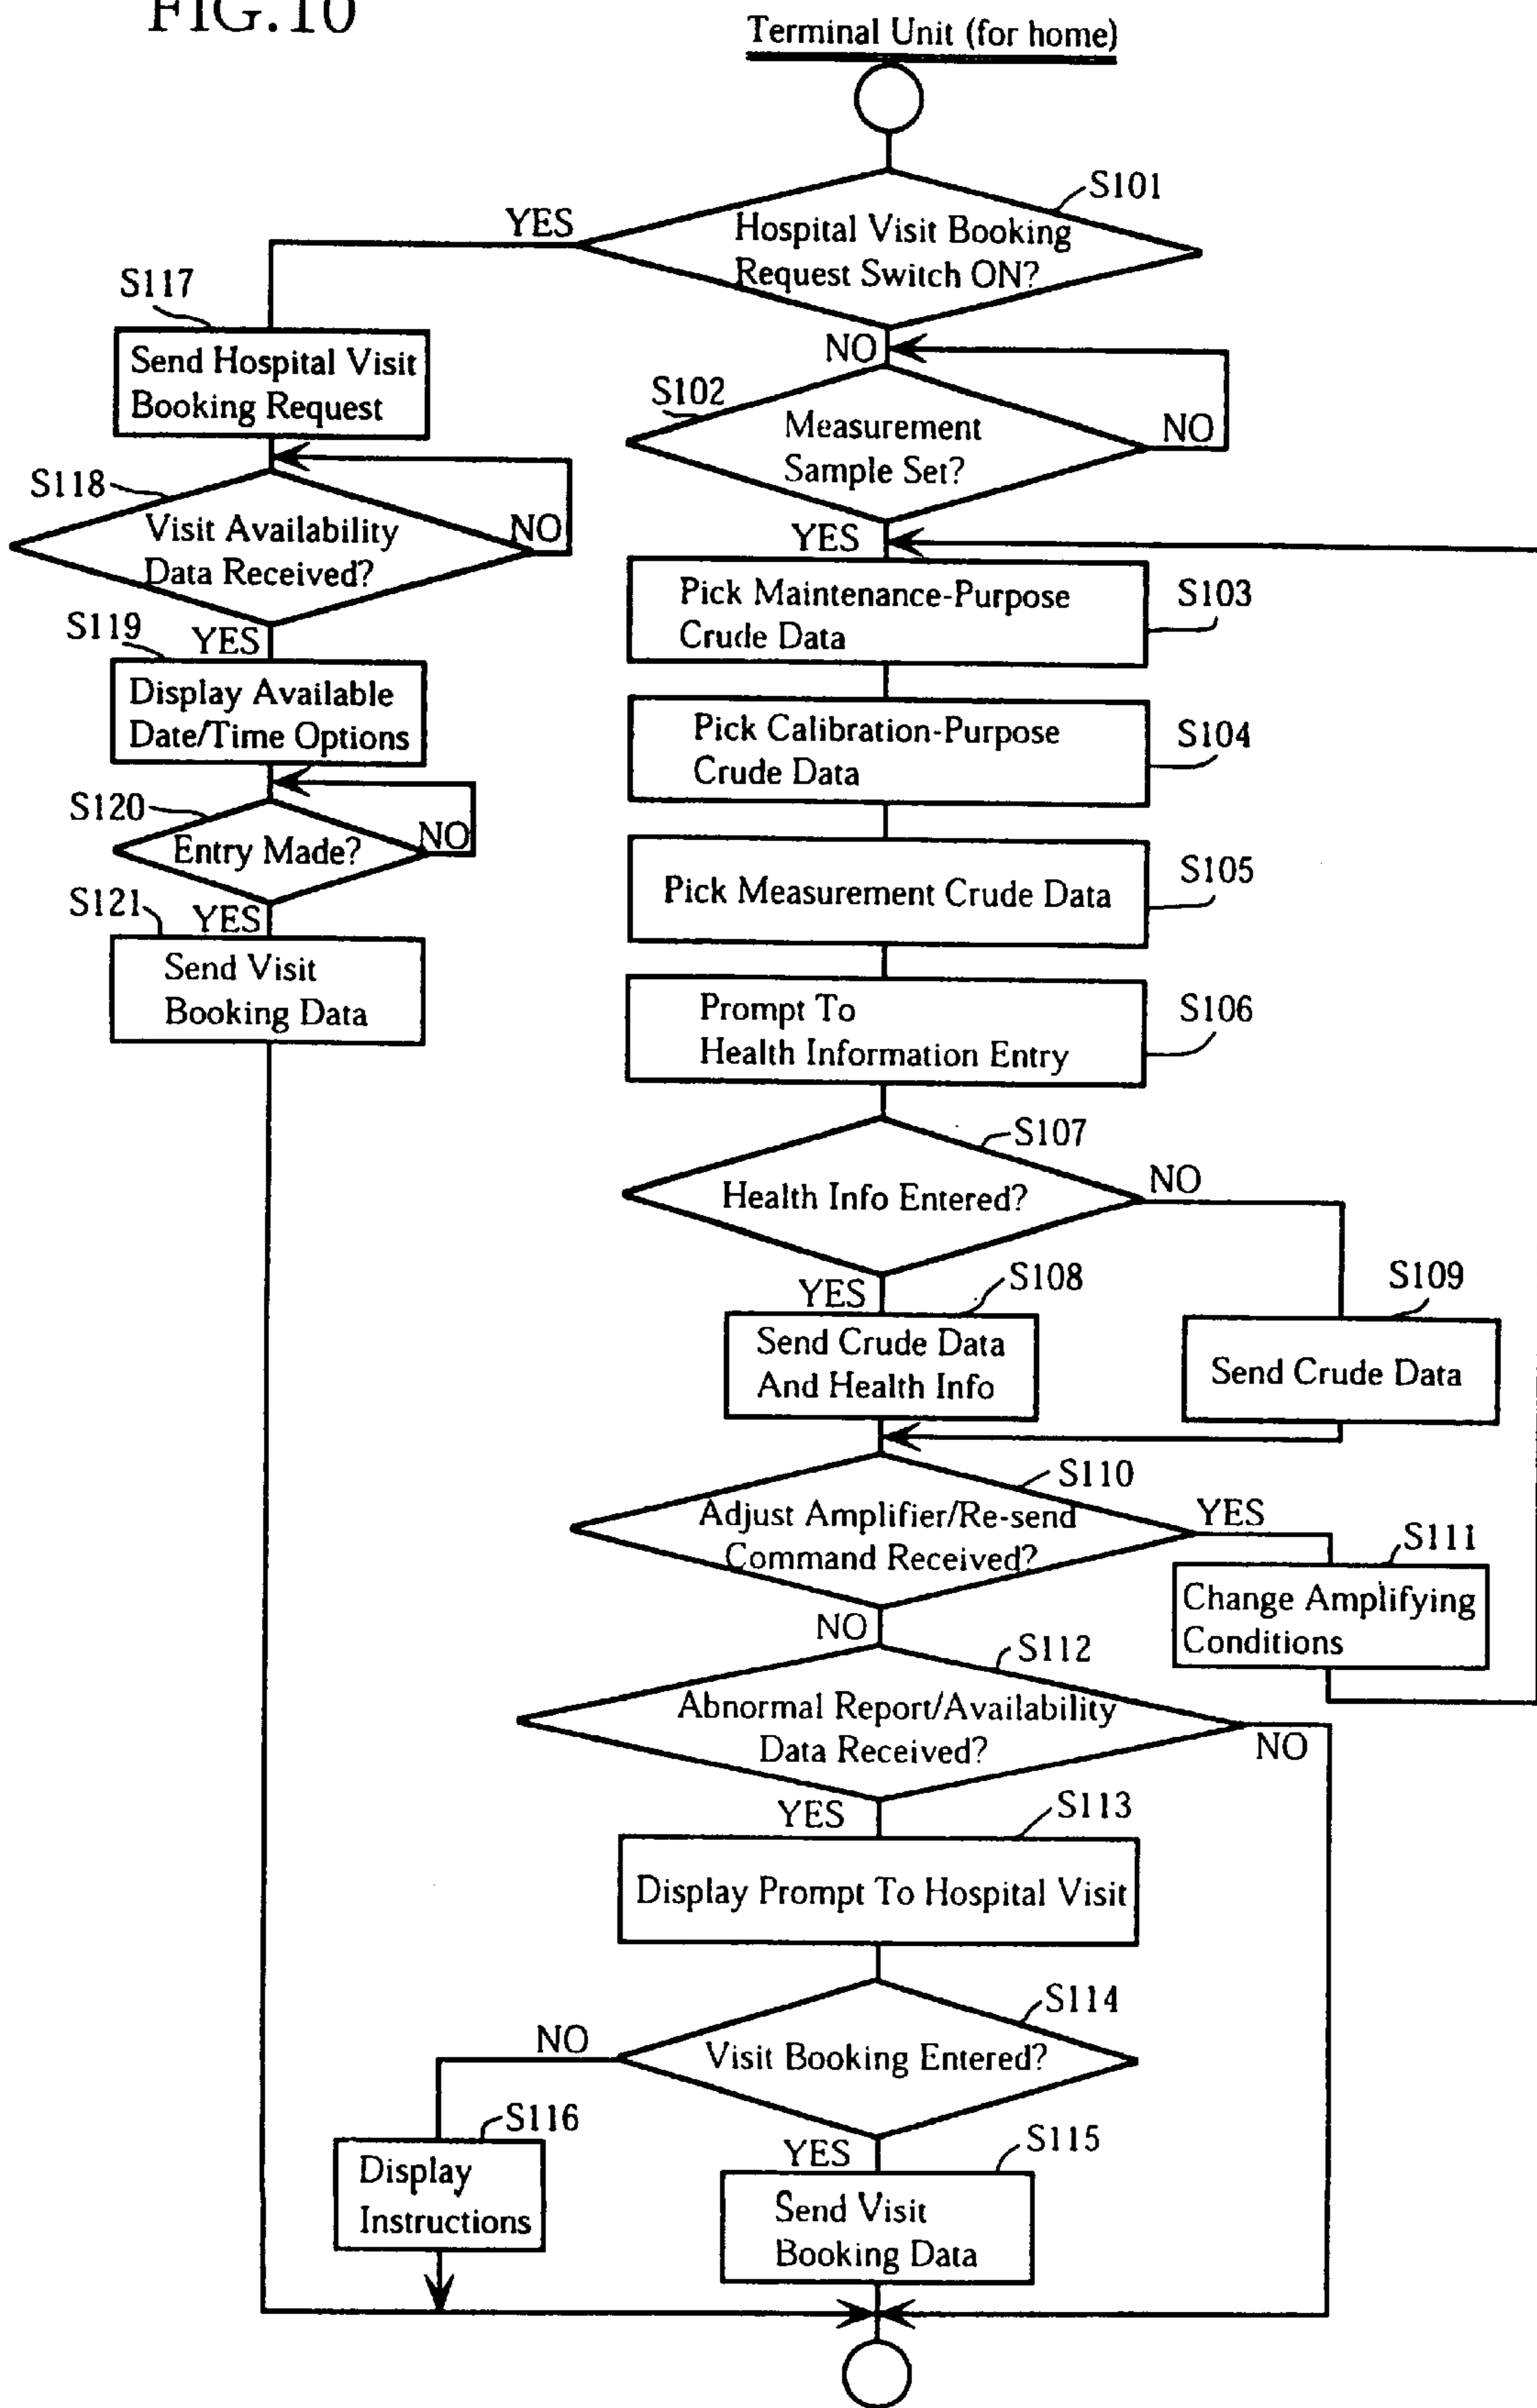 FIG.10
Terminal Unit (for home)
S101
YES
Hospital Visit Booking
Request Switch ON?
S117
Send Hospital Visit
Booking Request
NO
S102
Measurement
Sample Set?
NO
S118
Visit Availability
Data Received?
NO
YES
S119
YES
Display Available
Date/Time Options
Pick Maintenance-Purpose
Crude Data
S103
Pick Calibration-Purpose
Crude Data
S104
S120
Entry Made?
NO
S121
YES
Send Visit
Booking Data
Pick Measurement Crude Data
S105
Prompt To
Health Information Entry
S106
S107
Health Info Entered?
NO
YES
S108
Send Crude Data
And Health Info
S109
Send Crude Data
S110
Adjust Amplifier/Re-send
Command Received?
YES
S111
Change Amplifying
Conditions
NO
S112
Abnormal Report/Availability
Data Received?
NO
YES
S113
Display Prompt To Hospital Visit
S114
NO
Visit Booking Entered?
S116
Display
Instructions
YES
S115
Send Visit
Booking Data